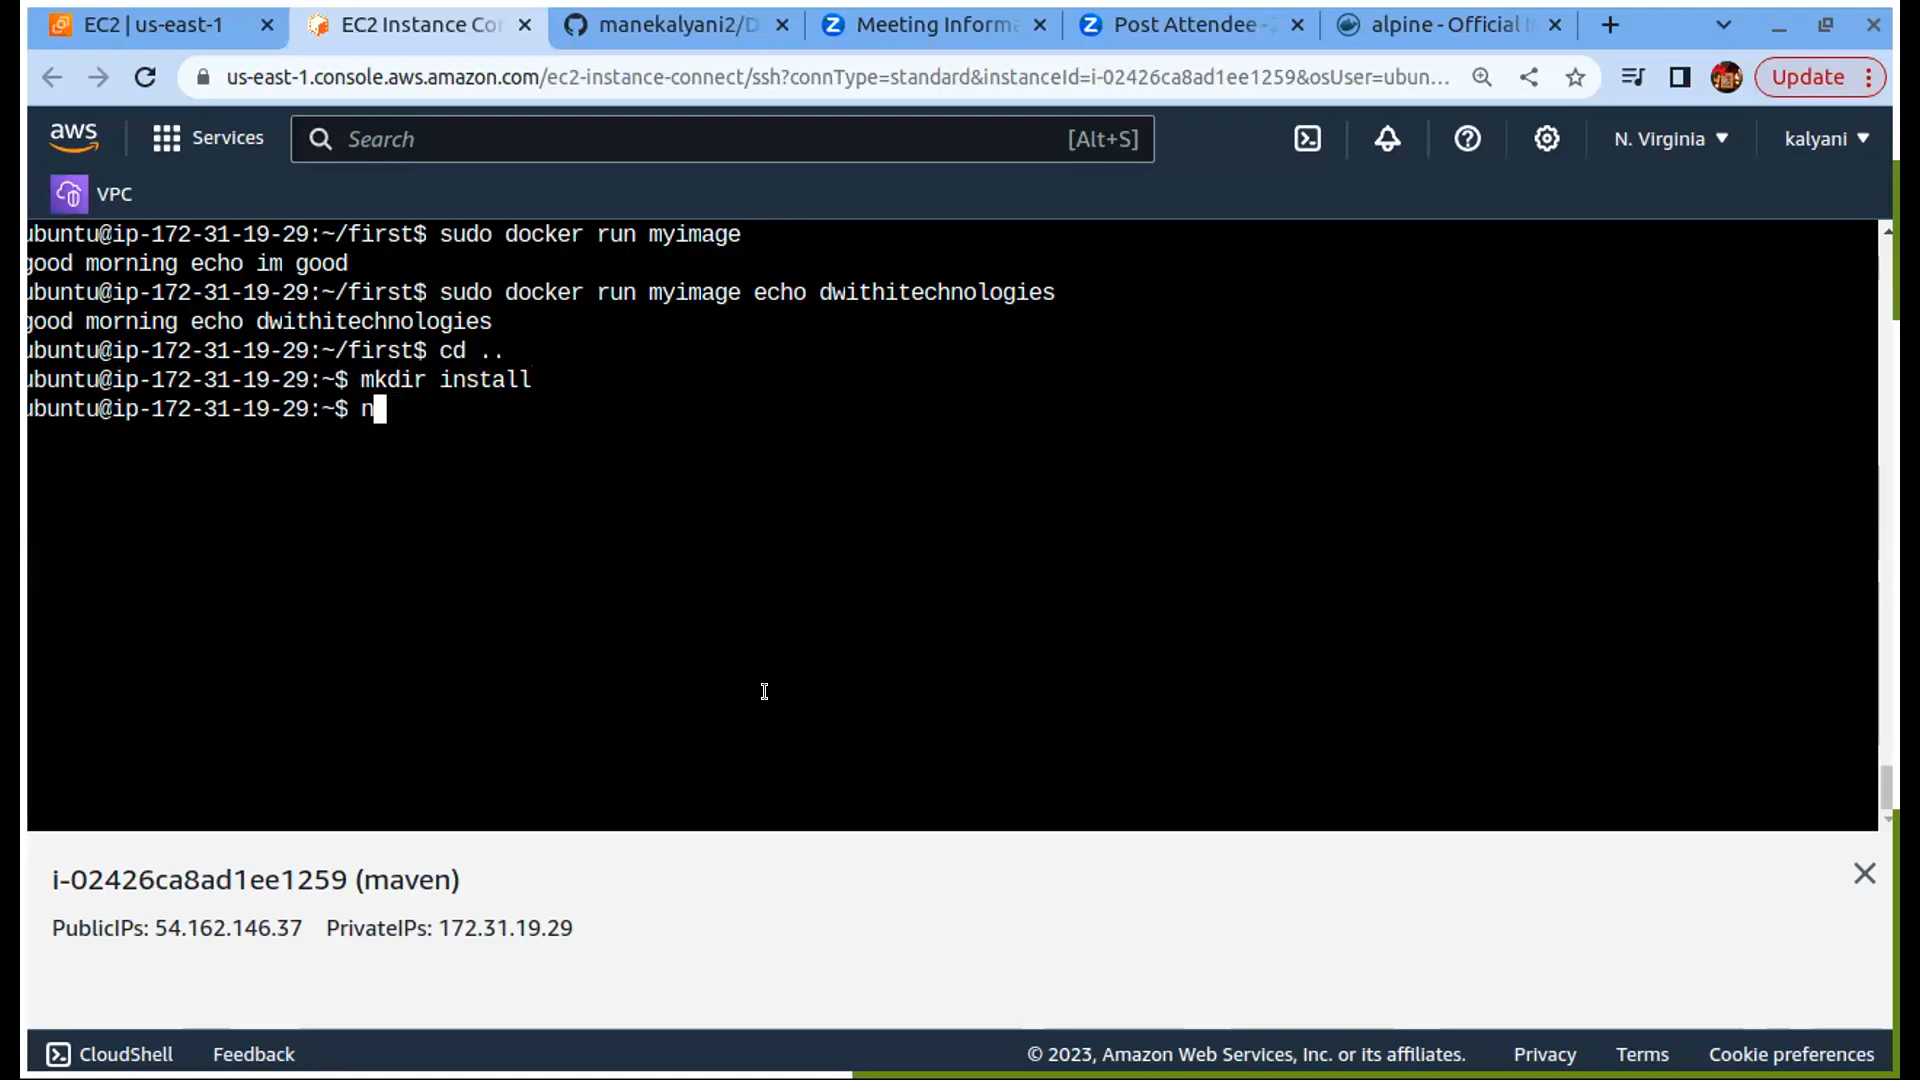 EC2 | us-east-1
EC2 Instance Co
manekalyani2/D
Meeting Inform
Post Attendee -
alpine - Official I
us-east-1.console.aws.amazon.com/ec2-instance-connect/ssh?connType=standard&instanceId=i-02426ca8ad1ee1259&osUser=ubun...
Update
aws
Services
Search
[Alt+S]
N. Virginia
kalyani
VPC
ubuntu@ip-172-31-19-29:~/first$ sudo docker run myimage
good morning echo im good
ubuntu@ip-172-31-19-29:~/first$ sudo docker run myimage echo dwithitechnologies
good morning echo dwithitechnologies
ubuntu@ip-172-31-19-29:~/first$ cd ..
ubuntu@ip-172-31-19-29:~$ mkdir install
ubuntu@ip-172-31-19-29:~$ n
i-02426ca8ad1ee1259 (maven)
PublicIPs: 54.162.146.37 PrivateIPs: 172.31.19.29
CloudShell
Feedback
© 2023, Amazon Web Services, Inc. or its affiliates.
Privacy
Terms
Cookie preferences